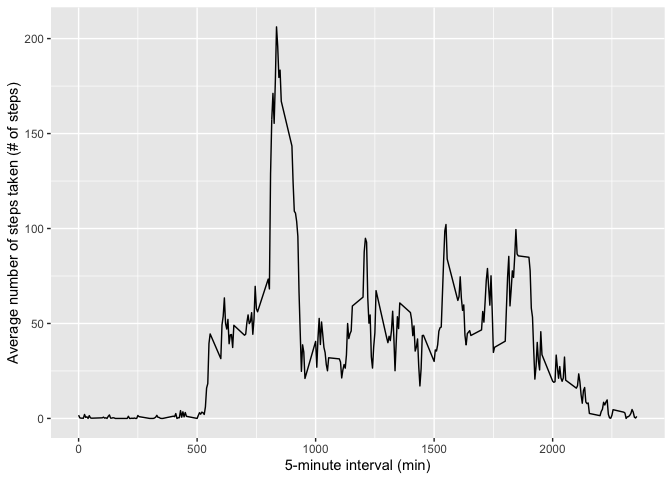 Average number of steps taken (# of steps)
200
150
100
50
0
0 500 1000 1500 2000
5-minute interval (min)